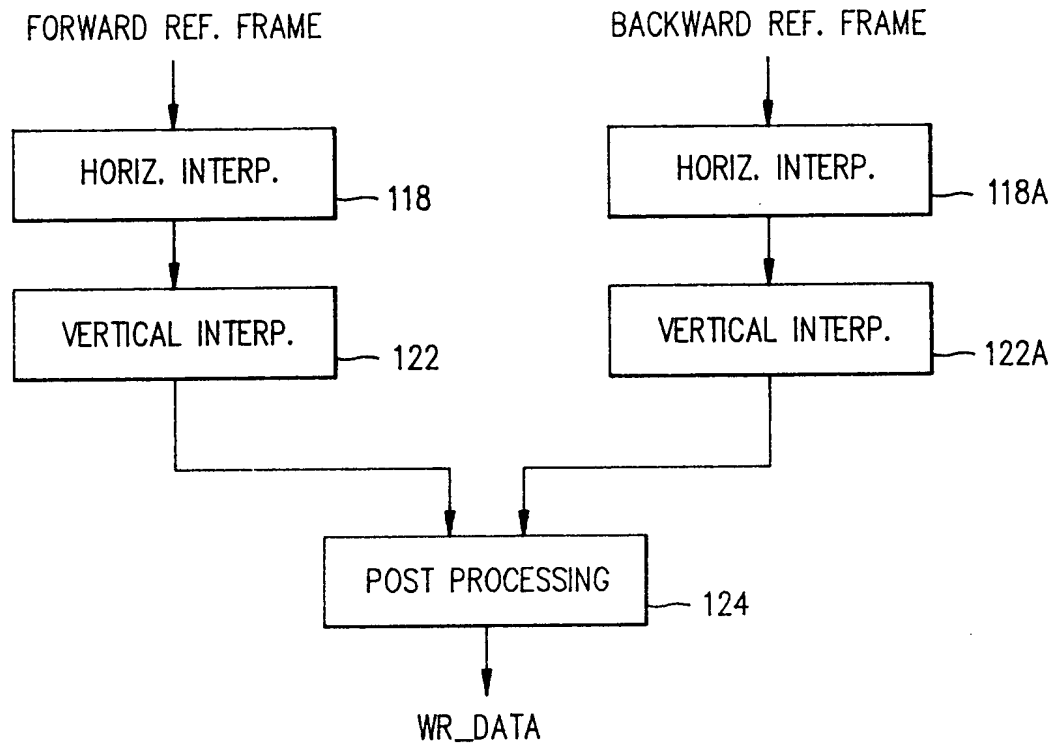 FORWARD REF. FRAME
BACKWARD REF. FRAME
HORIZ. INTERP.
118
HORIZ. INTERP.
118A
VERTICAL INTERP.
122
VERTICAL INTERP.
122A
POST PROCESSING
124
WR_DATA